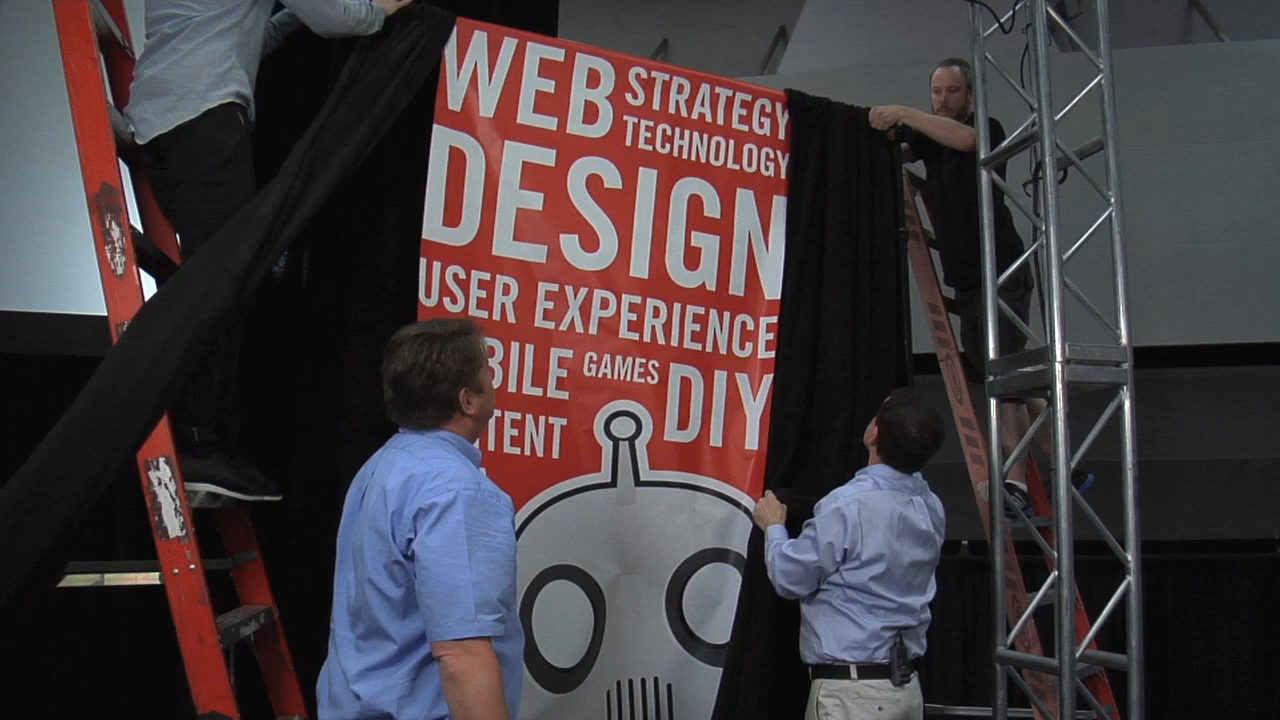 WEB STRATEGY
TECHNOLOGY
DESIGN
USER EXPERIENCE
BILE GAMES DIY
TENT